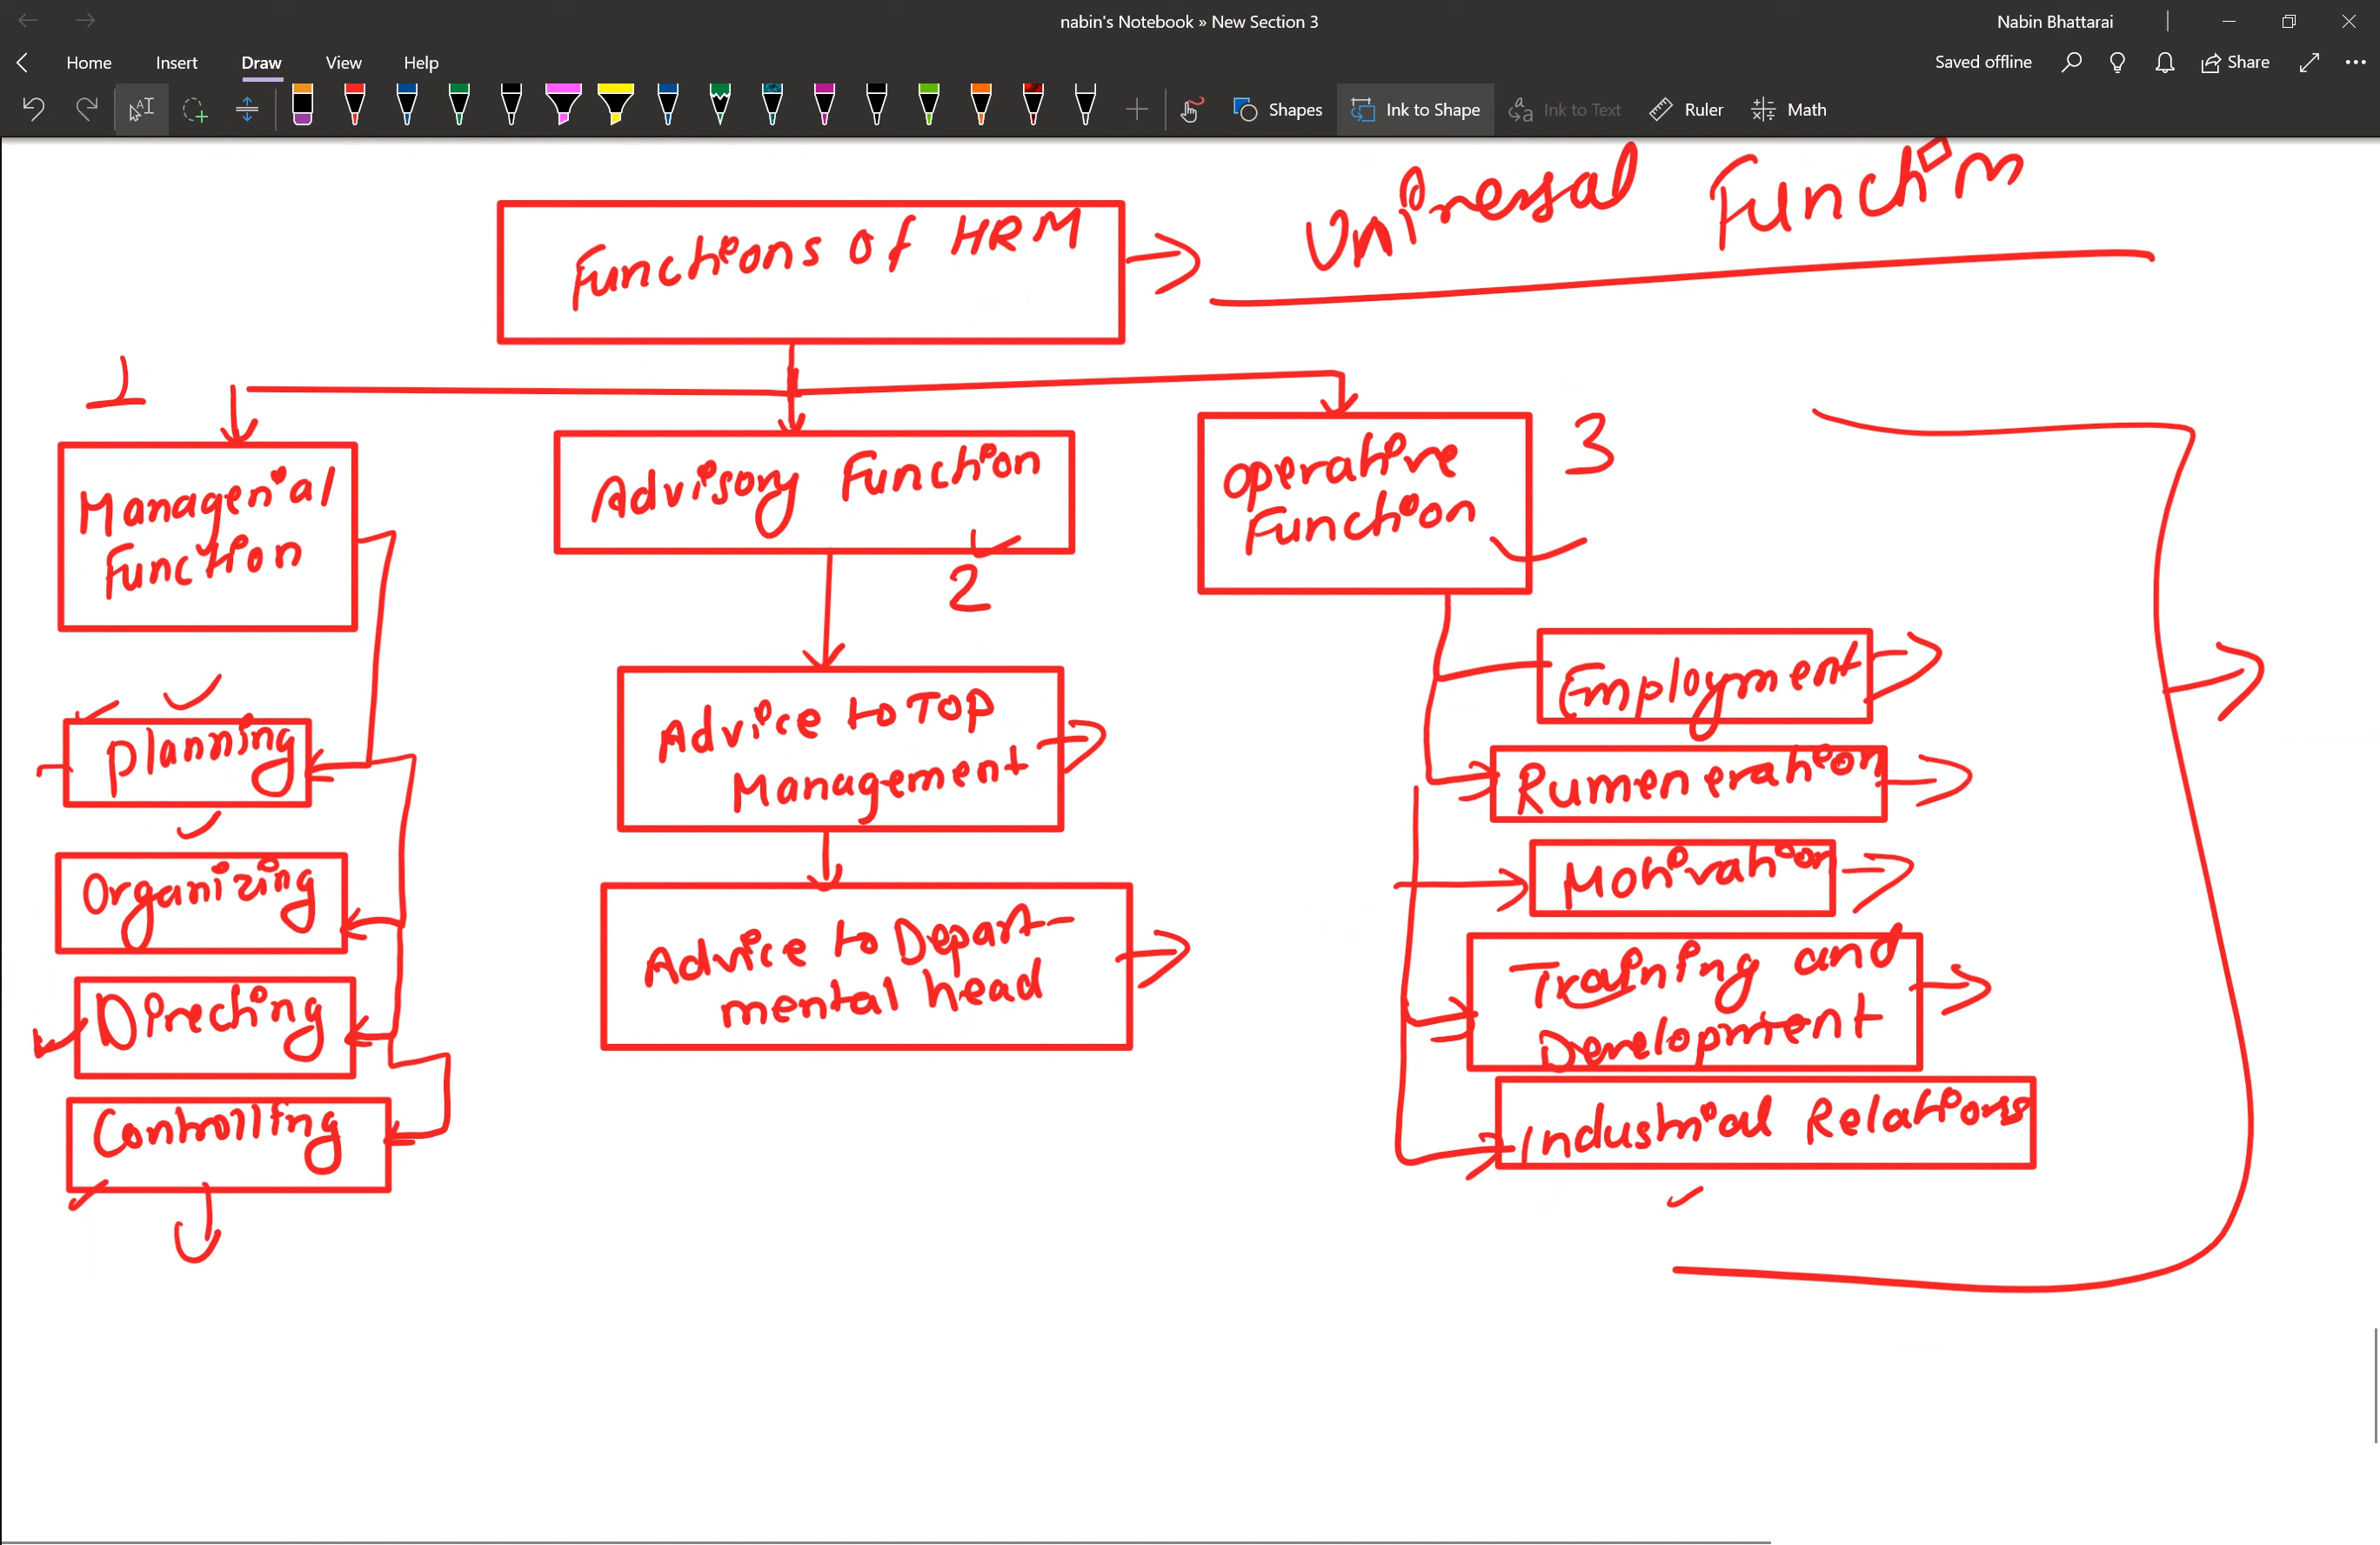 nabin's Notebook » New Section 3
Nabin Bhattarai
Home Insert Draw View Help
Saved offline
Share
Shapes
Ink to Shape
Ink to Text
Ruler
Math
Universal Function
Functions of HRM
1
Managerial
Function
Advisory Function
2
Operative
Function
3
Planning
Organizing
Directing
Controlling
Advice to Top
Management
Advice to Depart-
mental head
Employment
Rumeneration
Motivation
Training and
Development
Industrial Relations